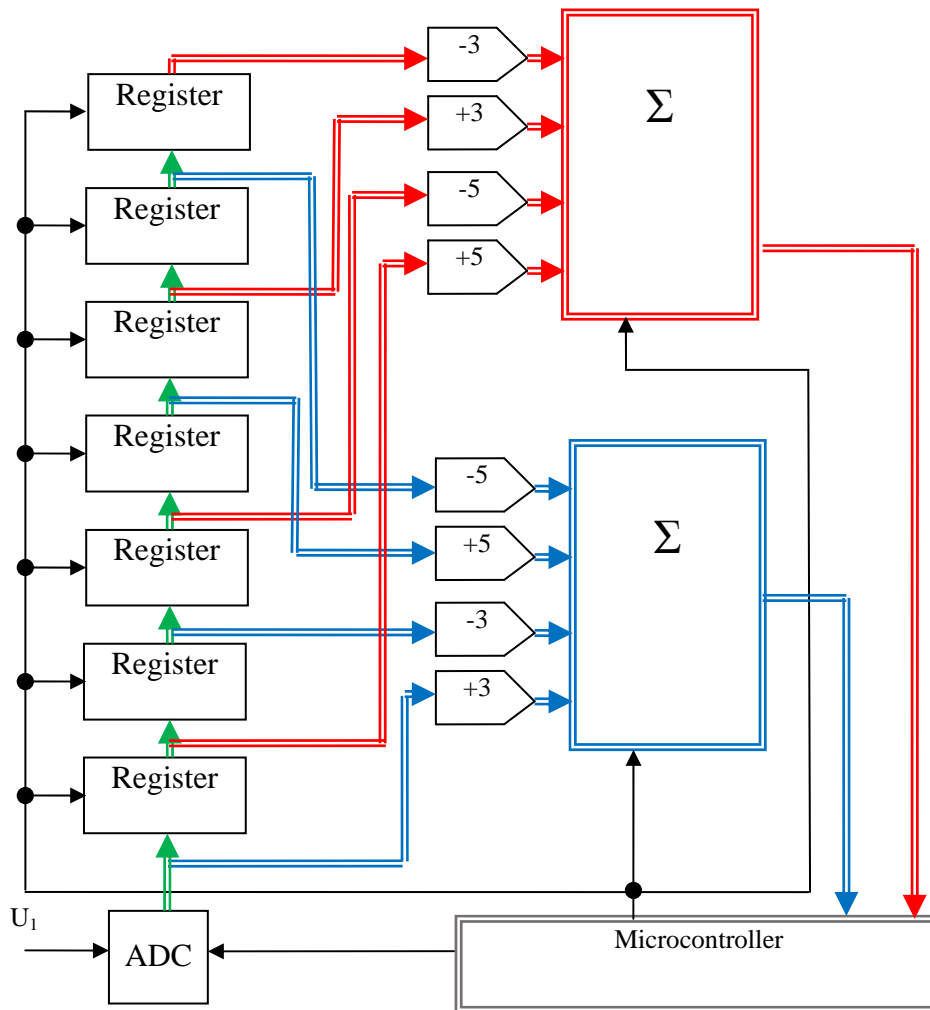 -3
Register
+3
Σ
Register
-5
+5
Register
Register
-5
Register
+5
Σ
-3
Register
+3
Register
U₁
ADC
Microcontroller